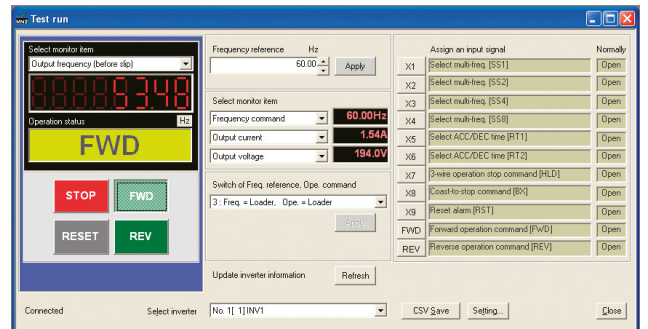 MN2 Test run
Select monitor item
Output frequency (before slip)
53.48
Operation status
Hz
FWD
STOP
FWD
RESET
REV
Frequency reference Hz
60.00
Apply
Select monitor item
Frequency command
60.00Hz
Output current
1.54A
Output voltage
194.0V
Switch of Freq. reference, Ope. command
3 : Freq. = Loader, Ope. = Loader
Apply
Update inverter information
Refresh
Assign an input signal Normally
X1 Select multi-freq. [SS1] Open
X2 Select multi-freq. [SS2] Open
X3 Select multi-freq. [SS4] Open
X4 Select multi-freq. [SS8] Open
X5 Select ACC/DEC time [RT1] Open
X6 Select ACC/DEC time [RT2] Open
X7 3-wire operation stop command [HLD] Open
X8 Coast-to-stop command [BX] Open
X9 Reset alarm [RST] Open
FWD Forward operation command [FWD] Open
REV Reverse operation command [REV] Open
Connected
Select inverter
No. 1[ 1] INV1
CSV Save
Setting...
Close